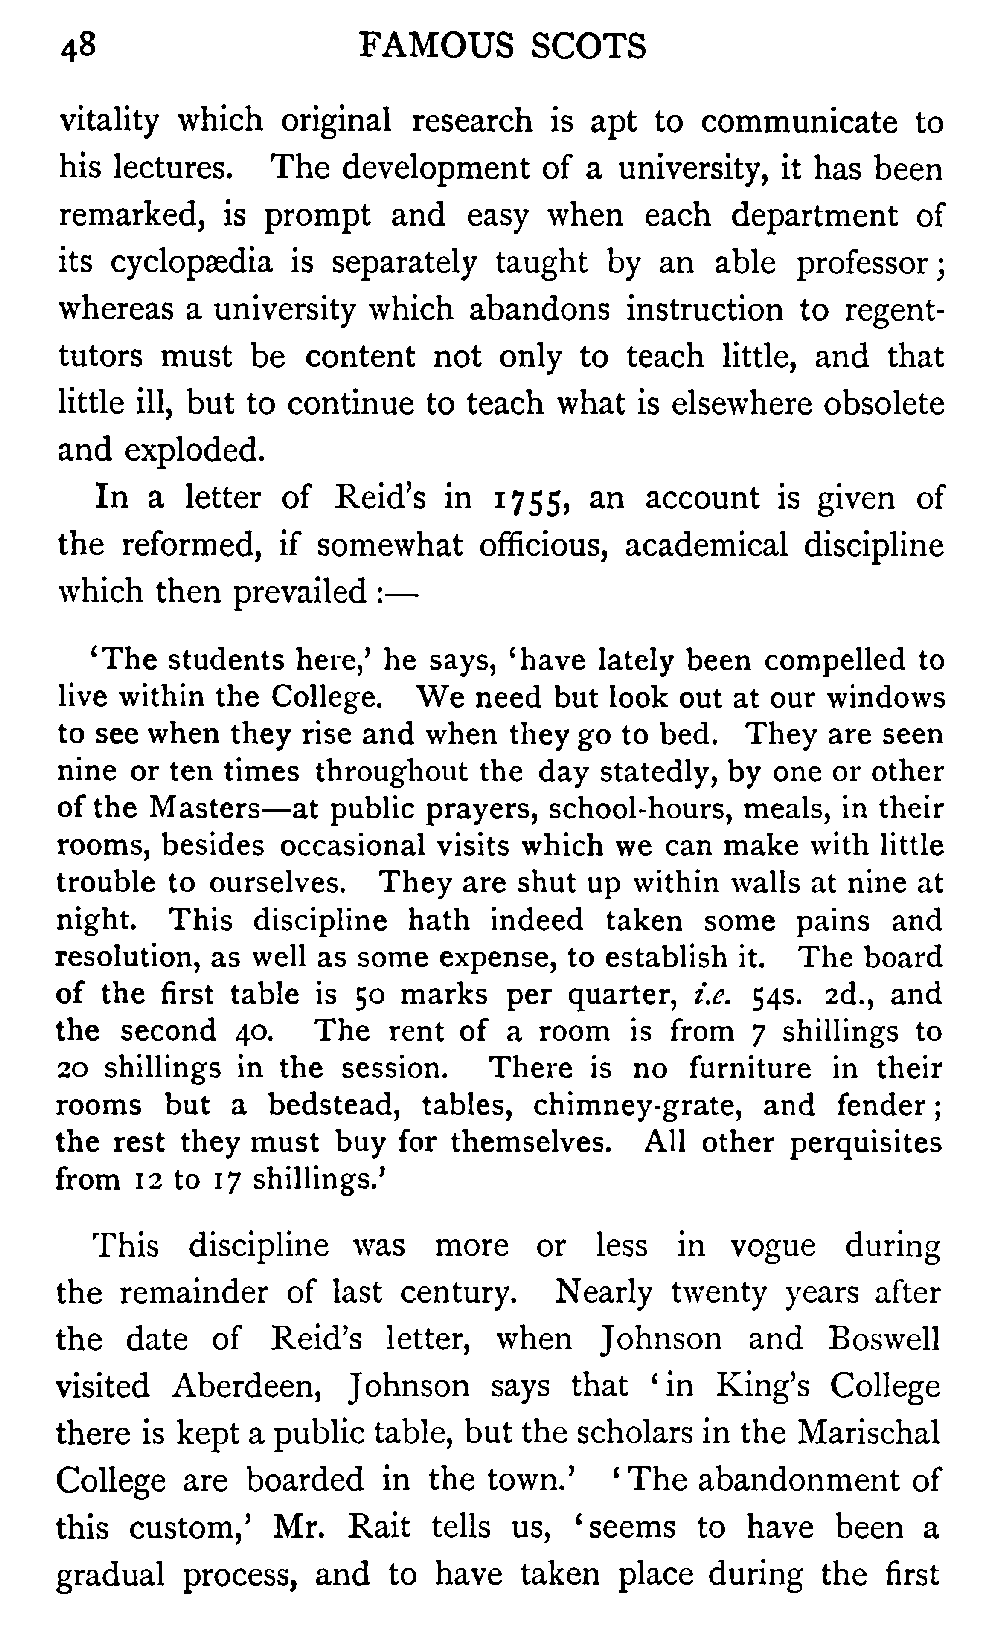 48 FAMOUS SCOTS
vitality which original research is apt to communicate to
his lectures. The development of a university, it has been
remarked, is prompt and easy when each department of
its cyclopædia is separately taught by an able professor;
whereas a university which abandons instruction to regent-
tutors must be content not only to teach little, and that
little ill, but to continue to teach what is elsewhere obsolete
and exploded.
In a letter of Reid's in 1755, an account is given of
the reformed, if somewhat officious, academical discipline
which then prevailed :—
'The students here,' he says, 'have lately been compelled to
live within the College. We need but look out at our windows
to see when they rise and when they go to bed. They are seen
nine or ten times throughout the day statedly, by one or other
of the Masters—at public prayers, school-hours, meals, in their
rooms, besides occasional visits which we can make with little
trouble to ourselves. They are shut up within walls at nine at
night. This discipline hath indeed taken some pains and
resolution, as well as some expense, to establish it. The board
of the first table is 50 marks per quarter, i.e. 54s. 2d., and
the second 40. The rent of a room is from 7 shillings to
20 shillings in the session. There is no furniture in their
rooms but a bedstead, tables, chimney-grate, and fender;
the rest they must buy for themselves. All other perquisites
from 12 to 17 shillings.'
This discipline was more or less in vogue during
the remainder of last century. Nearly twenty years after
the date of Reid's letter, when Johnson and Boswell
visited Aberdeen, Johnson says that 'in King's College
there is kept a public table, but the scholars in the Marischal
College are boarded in the town.' 'The abandonment of
this custom,' Mr. Rait tells us, 'seems to have been a
gradual process, and to have taken place during the first